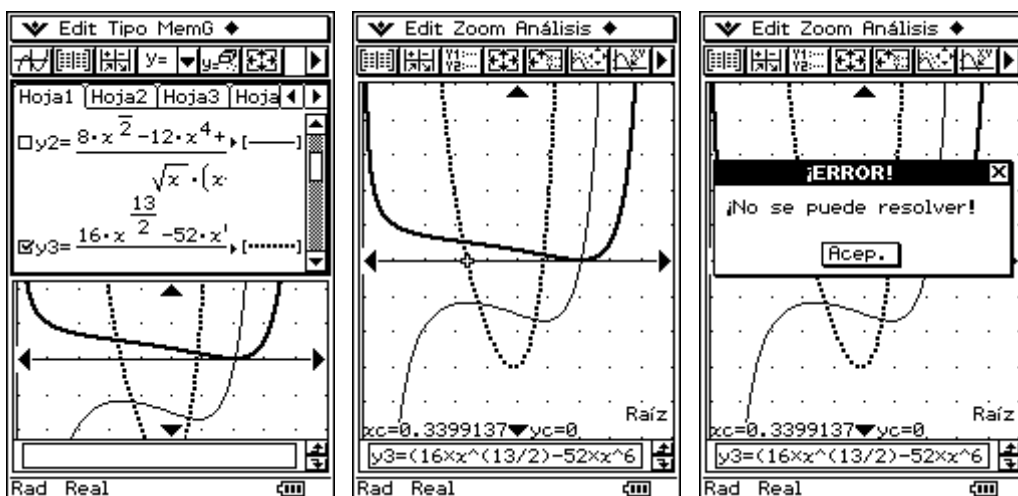 Edit Tipo MemG
Hoja1 Hoja2 Hoja3 Hoja
y2= 8·x^2-12·x^4+
√x·(x·
y3= 16·x^(13/2)-52·x
Rad Real
Edit Zoom Análisis
Raíz
xc=0.3399137 yc=0
y3=(16×x^(13/2)-52×x^6
Rad Real
Edit Zoom Análisis
¡ERROR!
¡No se puede resolver!
Acep.
Raíz
xc=0.3399137 yc=0
y3=(16×x^(13/2)-52×x^6
Rad Real